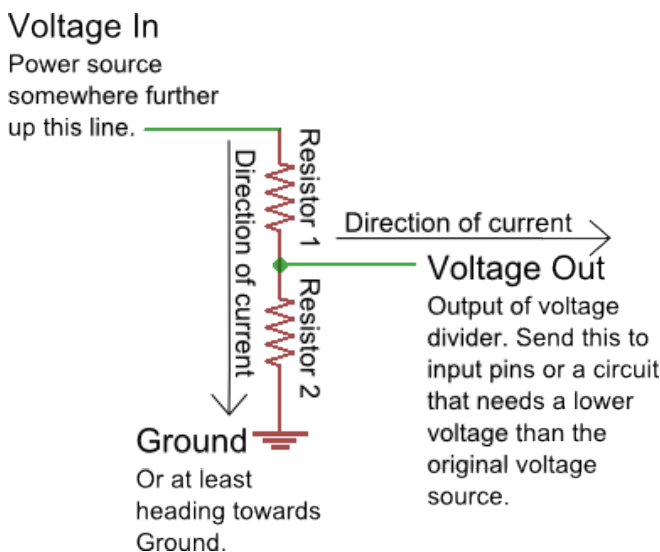 Voltage In
Power source
somewhere further
up this line.
Resistor 1
Direction of current
Direction of current
Voltage Out
Output of voltage
divider. Send this to
input pins or a circuit
that needs a lower
voltage than the
original voltage
source.
Resistor 2
Ground
Or at least
heading towards
Ground.